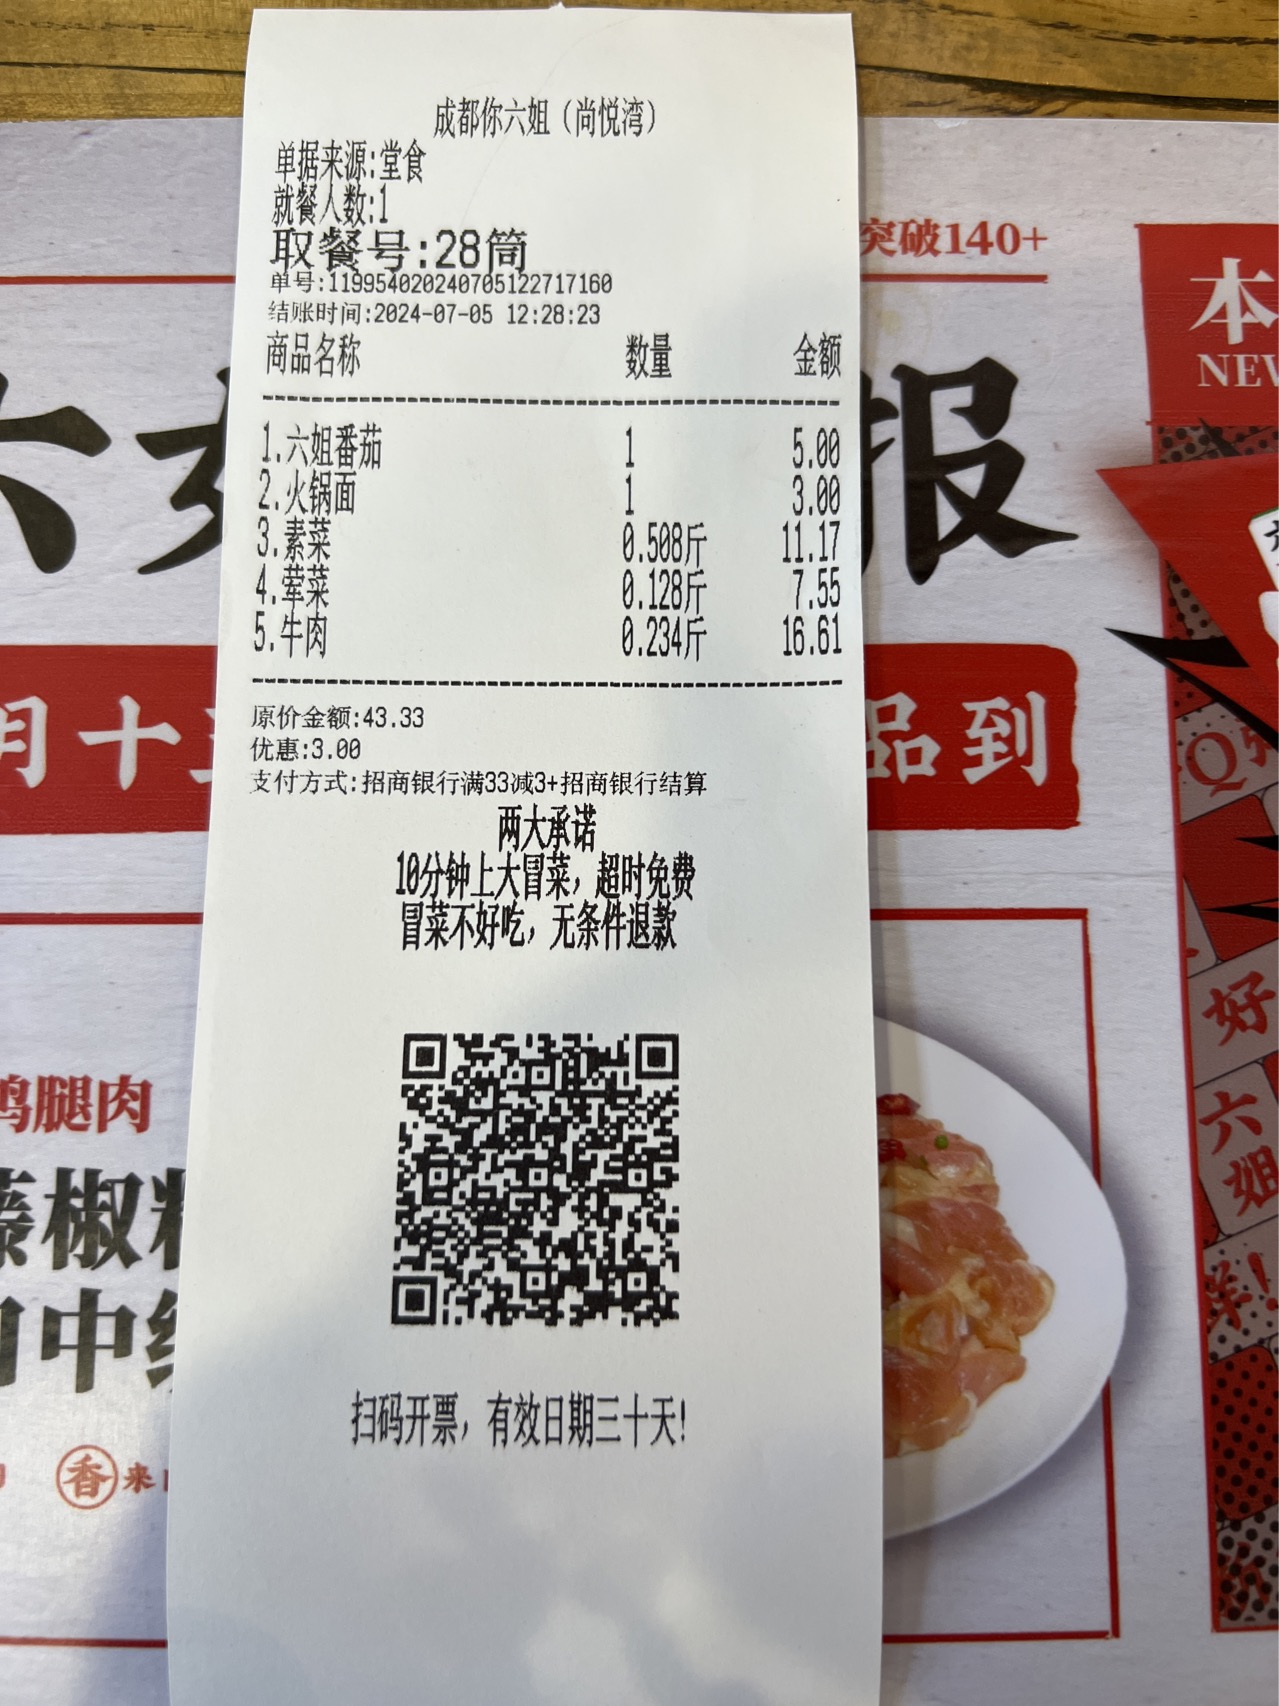 成都你六姐（尚悦湾）
单据来源:堂食
就餐人数:1
取餐号:28筒
单号:11995402024070512271​7160
结账时间:2024-07-05 12:28:23
商品名称 数量 金额
1.六姐番茄 1 5.00
2.火锅面 1 3.00
3.素菜 0.508斤 11.17
4.荤菜 0.128斤 7.55
5.牛肉 0.234斤 16.61
原价金额:43.33
优惠:3.00
支付方式:招商银行满33减3+招商银行结算
两大承诺
10分钟上大冒菜，超时免费
冒菜不好吃，无条件退款
扫码开票，有效日期三十天!
突破140+
本
NEW
六
报
月十
品到
鸡腿肉
藤椒
中
香来
好
六
姐